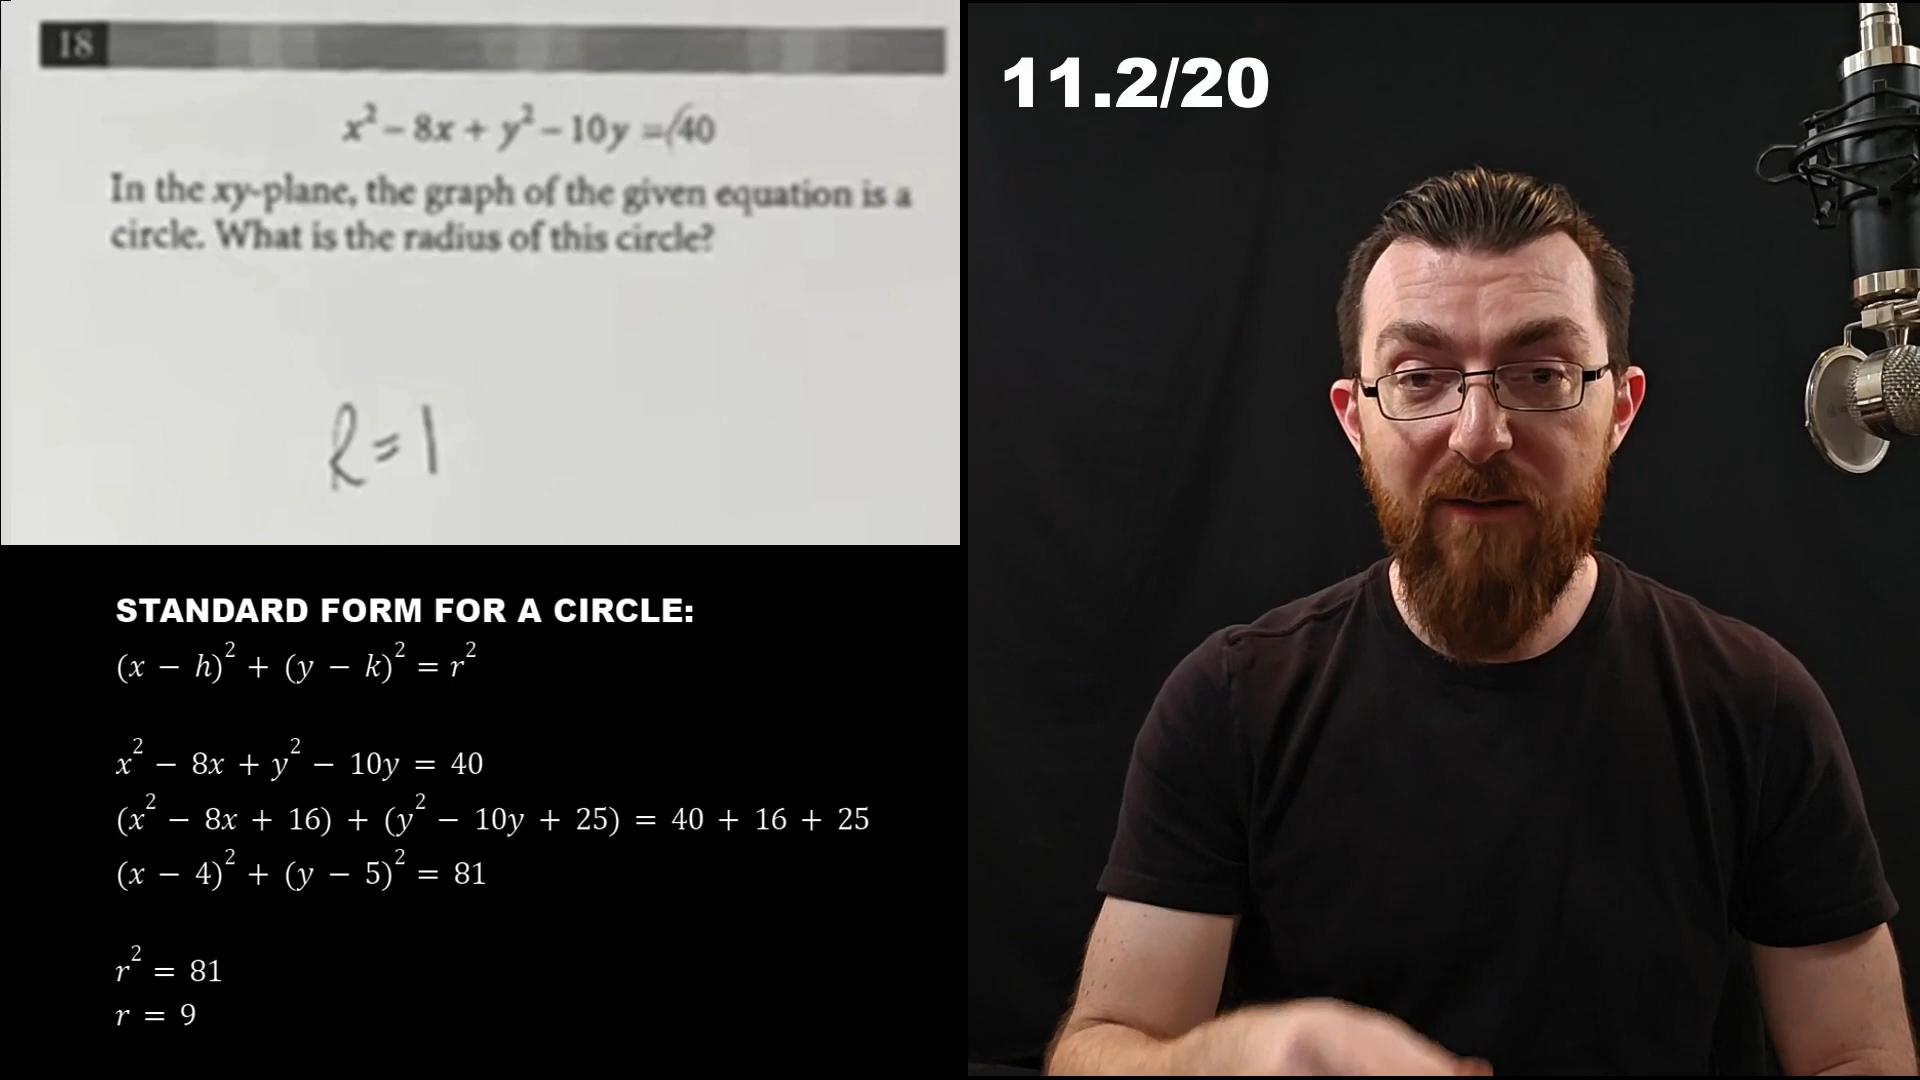 18
x² – 8x + y² – 10y = 40
In the xy-plane, the graph of the given equation is a
circle. What is the radius of this circle?
R = 1
STANDARD FORM FOR A CIRCLE:
(x − h)² + (y − k)² = r²
x² − 8x + y² − 10y = 40
(x² − 8x + 16) + (y² − 10y + 25) = 40 + 16 + 25
(x − 4)² + (y − 5)² = 81
r² = 81
r = 9
11.2/20